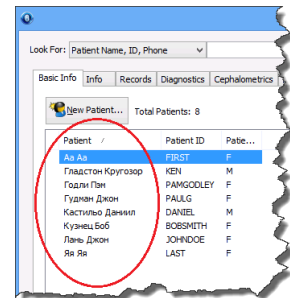 Look For: Patient Name, ID, Phone
Basic Info Info Records Diagnostics Cephalometrics
New Patient... Total Patients: 8
Patient Patient ID Patie...
Аа Аа FIRST F
Гладстон Кругозор KEN M
Годли Пэм PAMGODLEY F
Гудман Джон PAULG F
Кастильо Даниил DANIEL M
Кузнец Боб BOBSMITH F
Лань Джон JOHNDOE F
Яя Яя LAST F